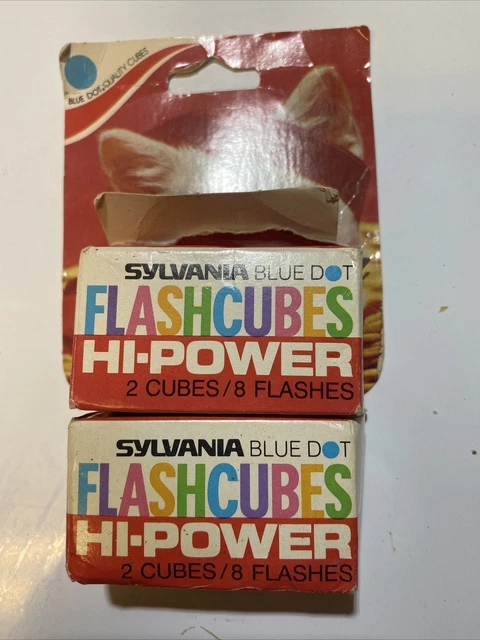 BLUE DOT QUALITY CUBES
SYLVANIA BLUE DOT
FLASHCUBES
HI-POWER
2 CUBES/8 FLASHES
SYLVANIA BLUE DOT
FLASHCUBES
HI-POWER
2 CUBES/8 FLASHES